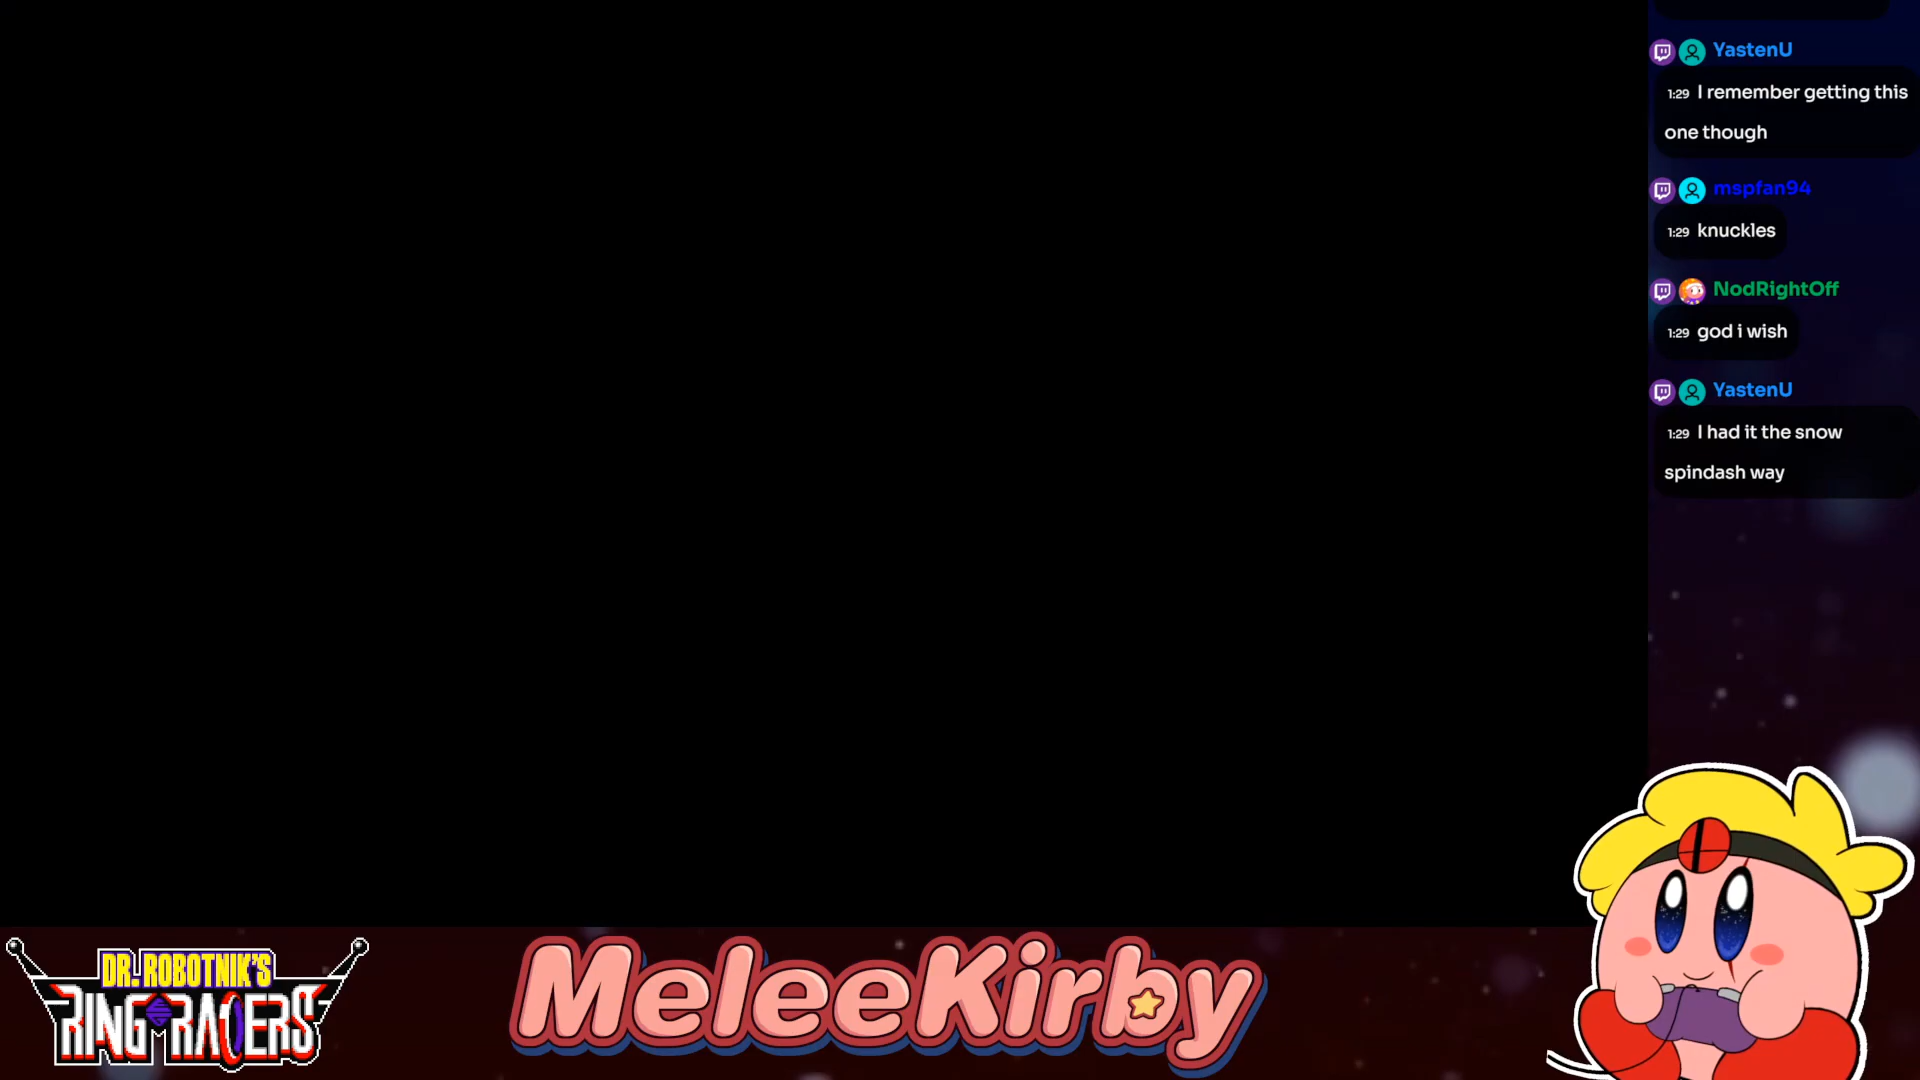 YastenU
1:29 I remember getting this
one though
mspfan94
1:29 knuckles
NodRightOff
1:29 god i wish
YastenU
1:29 I had it the snow
spindash way
DR. ROBOTNIK'S
RING RACERS
MeleeKirby